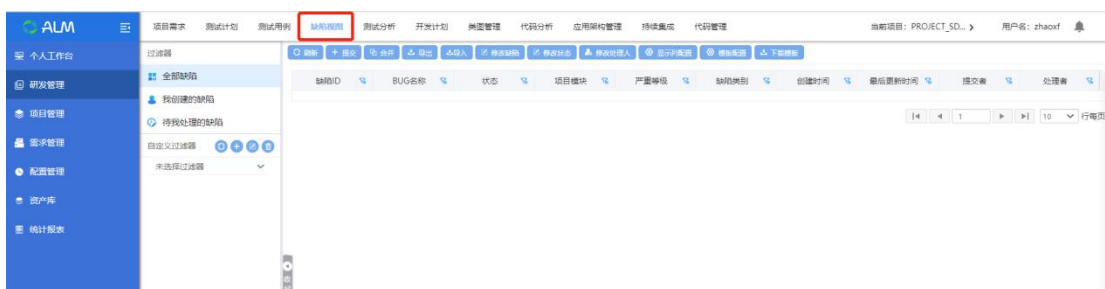 ALM
项目需求 测试计划 测试用例 缺陷视图 测试分析 开发计划 类图管理 代码分析 应用架构管理 持续集成 代码管理 当前项目: PROJECT_SD... 用户名: zhaoxf
个人工作台
研发管理
项目管理
需求管理
配置管理
资产库
统计报表
过滤器
全部缺陷
我创建的缺陷
待我处理的缺陷
自定义过滤器
未选择过滤器
刷新 提交 合并 导出 导入 修改缺陷 修改状态 修改处理人 显示列配置 模板配置 下载模板
缺陷ID BUG名称 状态 项目模块 严重等级 缺陷类别 创建时间 最后更新时间 提交者 处理者
1 10 行每页